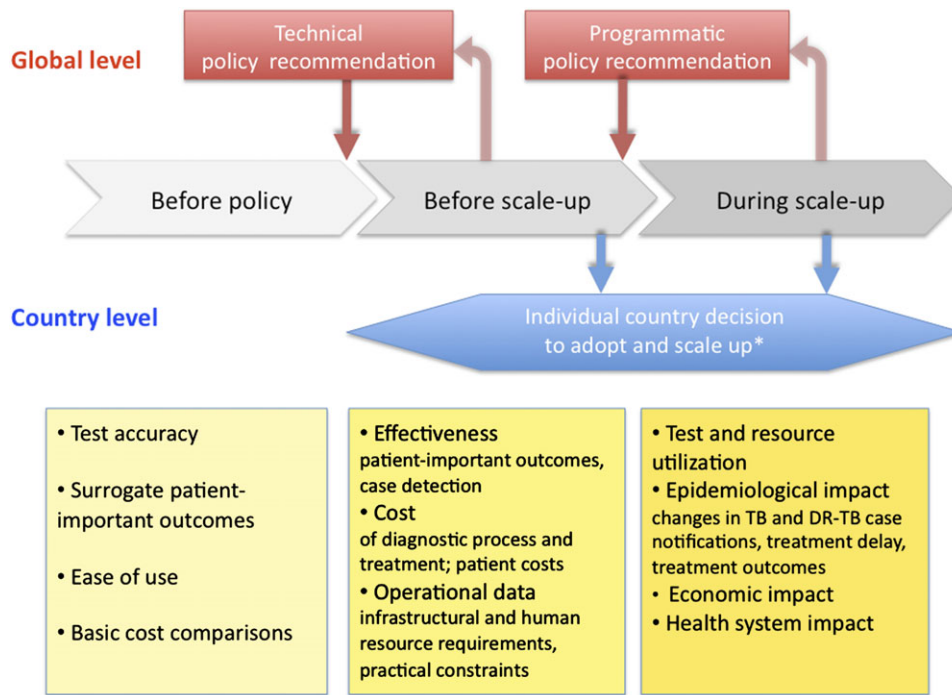 Technical
policy recommendation
Programmatic
policy recommendation
Global level
Before policy
Before scale-up
During scale-up
Country level
Individual country decision
to adopt and scale up*
• Test accuracy
• Surrogate patient-
important outcomes
• Ease of use
• Basic cost comparisons
• Effectiveness
patient-important outcomes,
case detection
• Cost
of diagnostic process and
treatment; patient costs
• Operational data
infrastructural and human
resource requirements,
practical constraints
• Test and resource
utilization
• Epidemiological impact
changes in TB and DR-TB case
notifications, treatment delay,
treatment outcomes
• Economic impact
• Health system impact